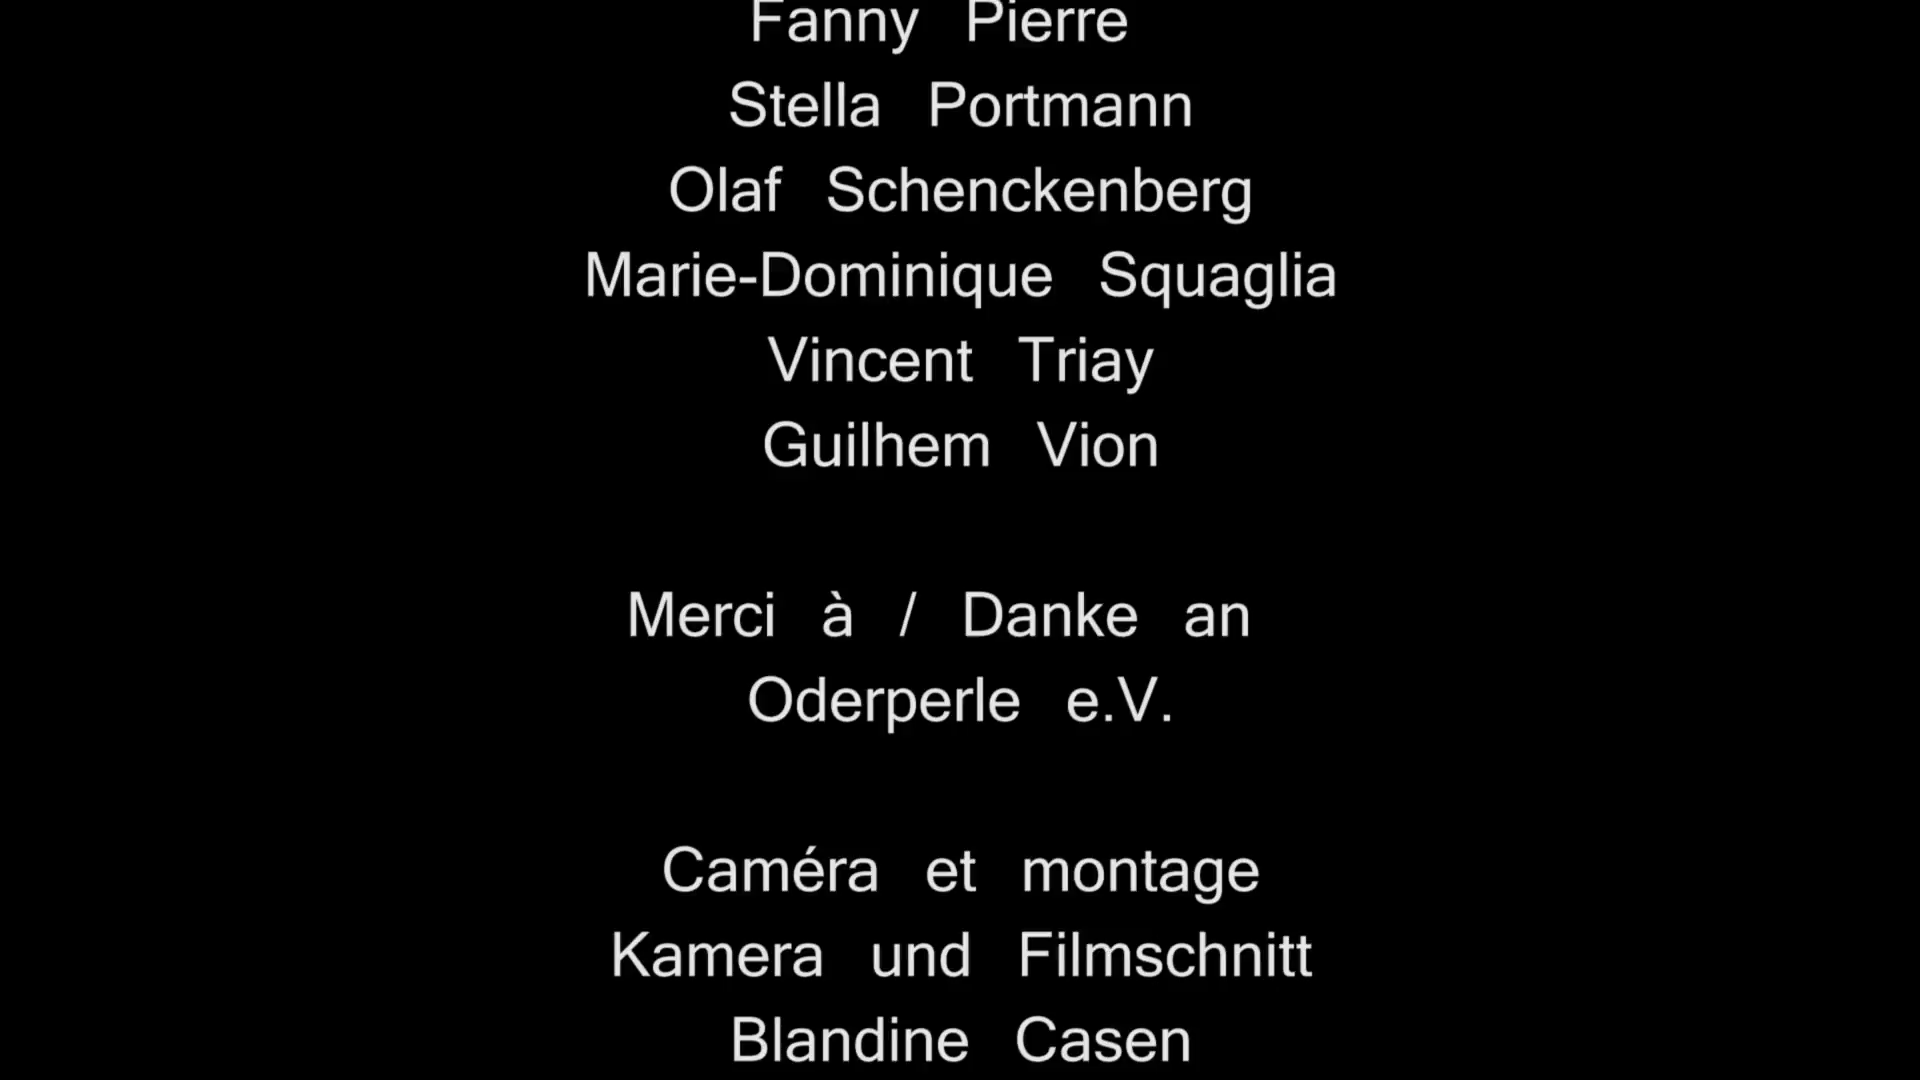 Fanny Pierre
Stella Portmann
Olaf Schenckenberg
Marie-Dominique Squaglia
Vincent Triay
Guilhem Vion
Merci à / Danke an
Oderperle e.V.
Caméra et montage
Kamera und Filmschnitt
Blandine Casen